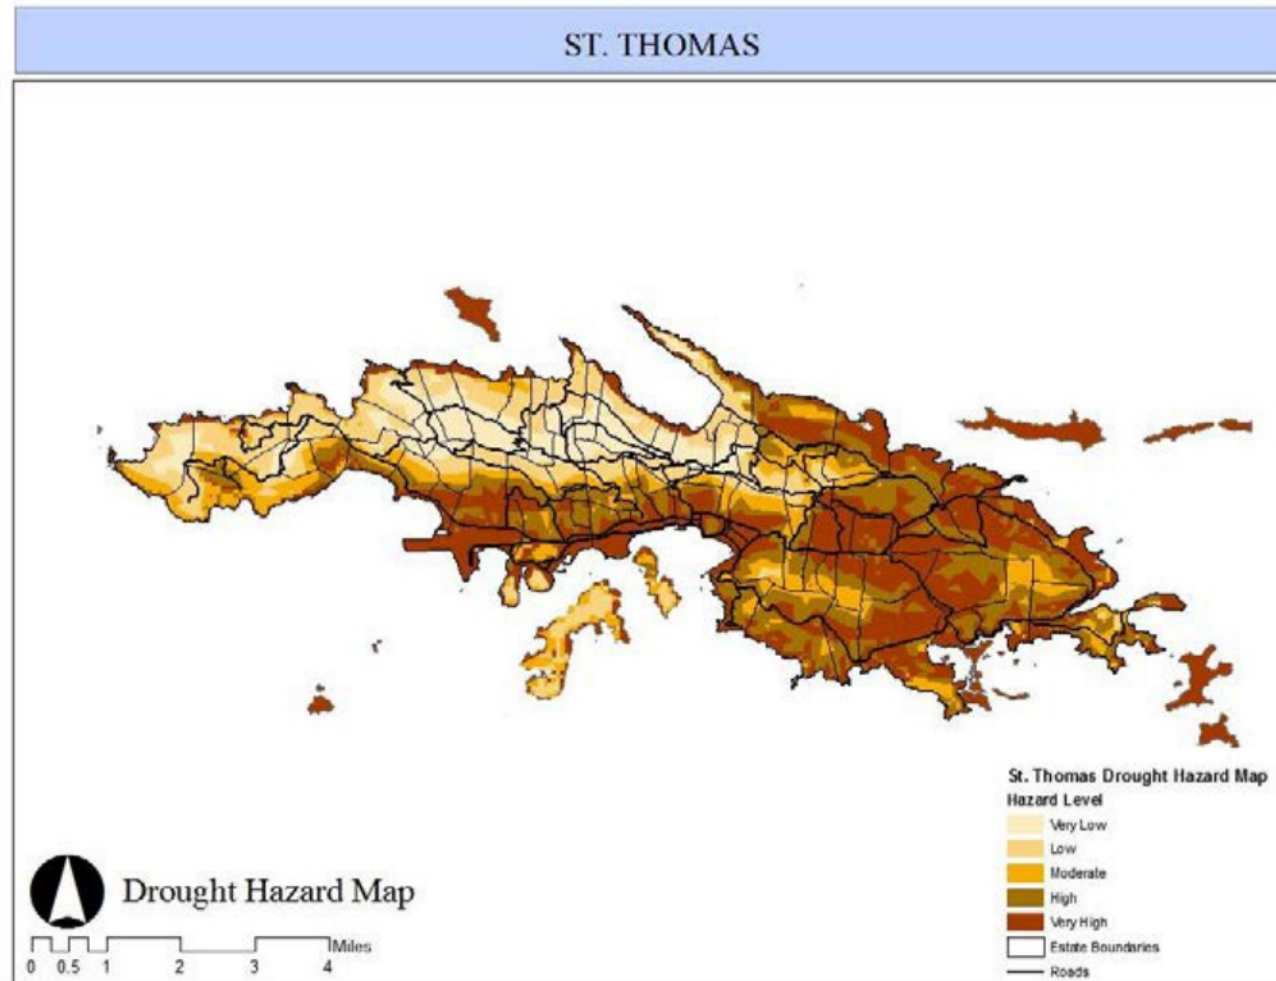 ST. THOMAS
St. Thomas Drought Hazard Map
Hazard Level
Very Low
Low
Moderate
High
Very High
Estate Boundaries
Roads
Drought Hazard Map
Miles
0 0.5 1 2 3 4